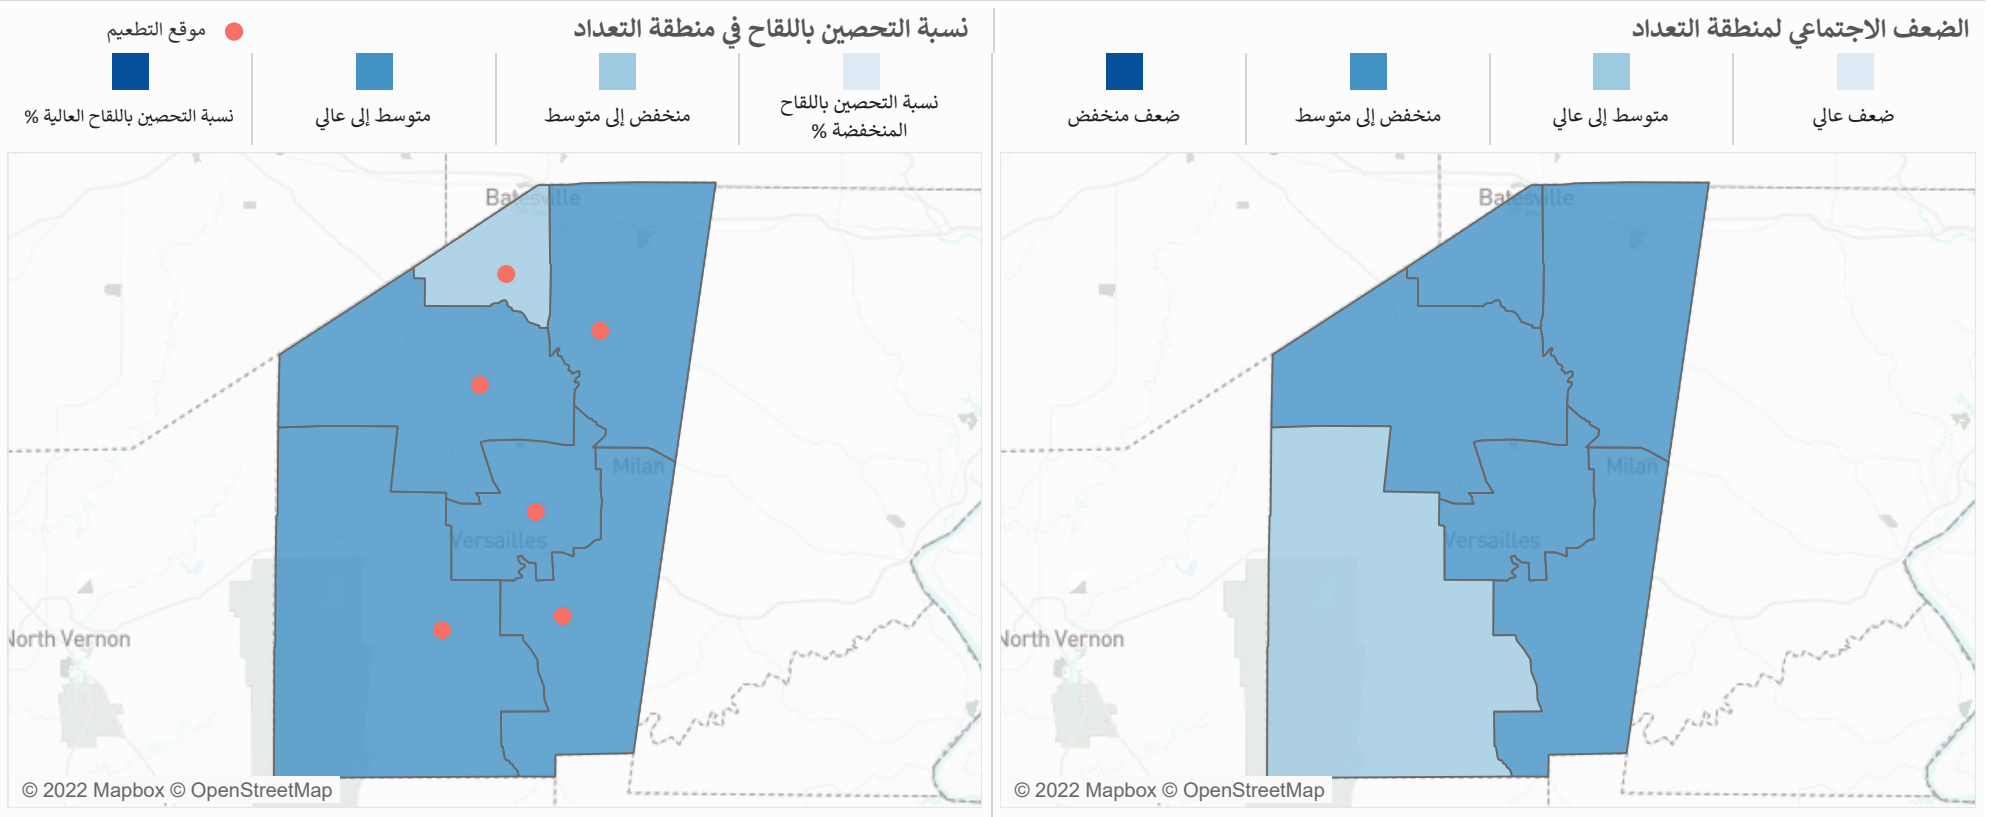 الضعف الاجتماعي لمنطقة التعداد
ضعف عالي
متوسط إلى عالي
منخفض إلى متوسط
ضعف منخفض
Batesville
Milan
Versailles
North Vernon
© 2022 Mapbox © OpenStreetMap
نسبة التحصين باللقاح في منطقة التعداد
موقع التطعيم
نسبة التحصين باللقاح
المنخفضة %
منخفض إلى متوسط
متوسط إلى عالي
نسبة التحصين باللقاح العالية %
Batesville
Milan
Versailles
North Vernon
© 2022 Mapbox © OpenStreetMap